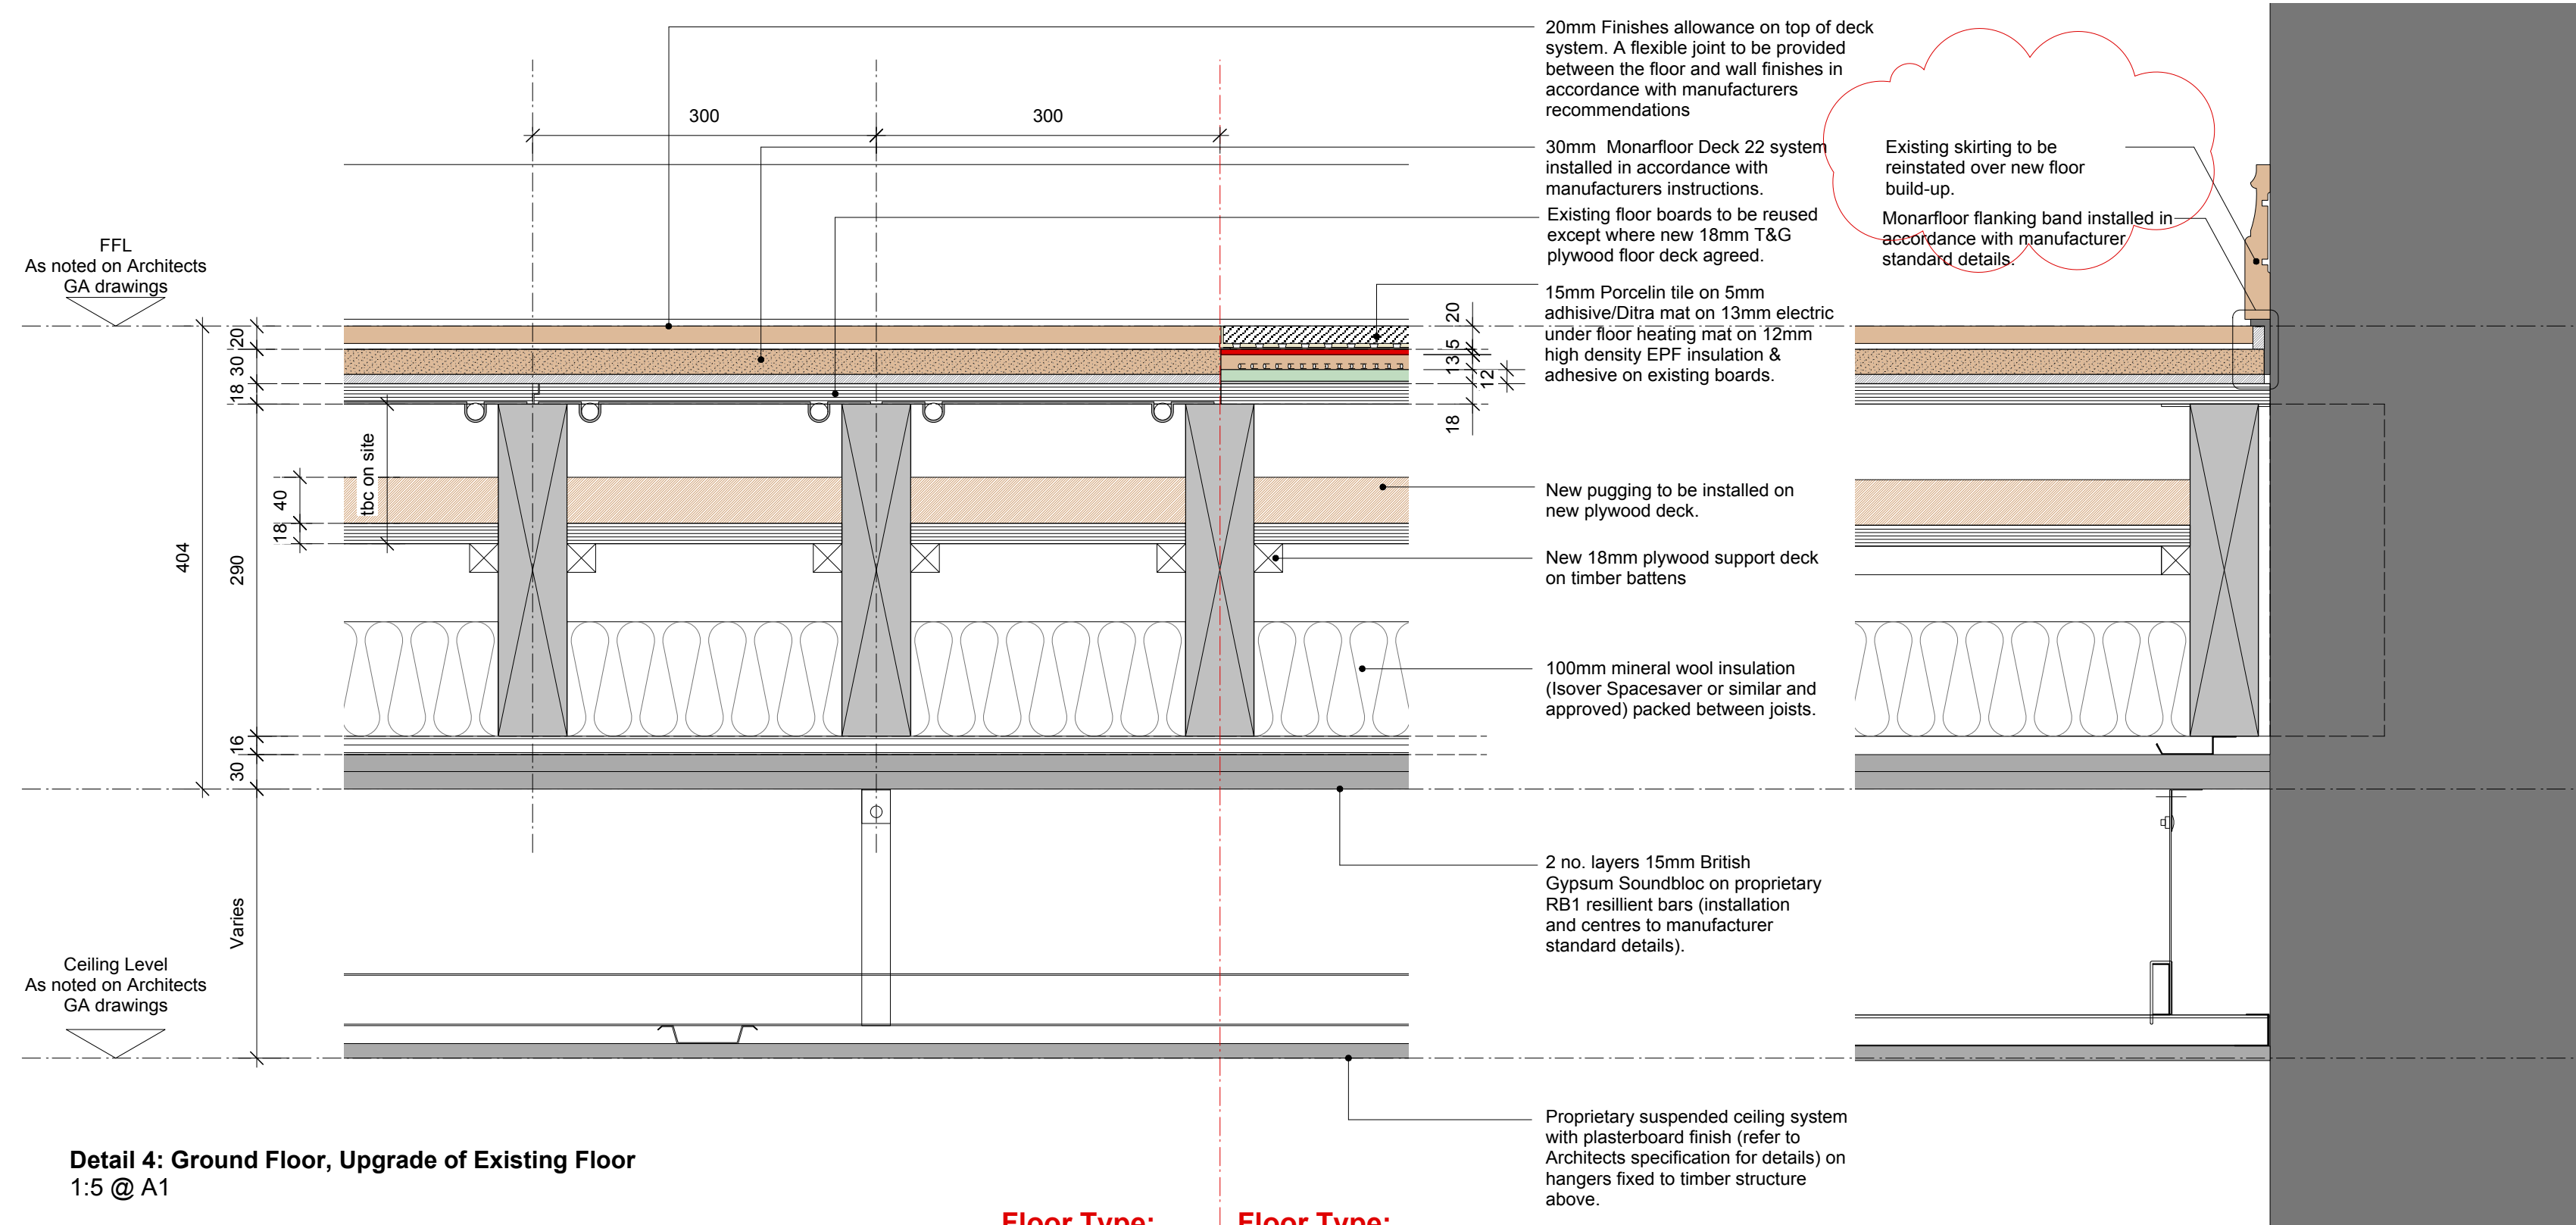 20mm Finishes allowance on top of deck
system. A flexible joint to be provided
between the floor and wall finishes in
accordance with manufacturers
recommendations
300
300
30mm Monarfloor Deck 22 system
installed in accordance with
manufacturers instructions.
Existing skirting to be
reinstated over new floor
build-up.
Existing floor boards to be reused
except where new 18mm T&G
plywood floor deck agreed.
Monarfloor flanking band installed in
accordance with manufacturer
standard details.
FFL
As noted on Architects
GA drawings
15mm Porcelin tile on 5mm
adhisive/Ditra mat on 13mm electric
under floor heating mat on 12mm
high density EPF insulation &
adhesive on existing boards.
20
30
18
20
5
13
12
18
tbc on site
40
18
404
290
New pugging to be installed on
new plywood deck.
New 18mm plywood support deck
on timber battens
100mm mineral wool insulation
(Isover Spacesaver or similar and
approved) packed between joists.
16
30
2 no. layers 15mm British
Gypsum Soundbloc on proprietary
RB1 resillient bars (installation
and centres to manufacturer
standard details).
Varies
Ceiling Level
As noted on Architects
GA drawings
Proprietary suspended ceiling system
with plasterboard finish (refer to
Architects specification for details) on
hangers fixed to timber structure
above.
Detail 4: Ground Floor, Upgrade of Existing Floor
1:5 @ A1
Floor Type:
Floor Type: